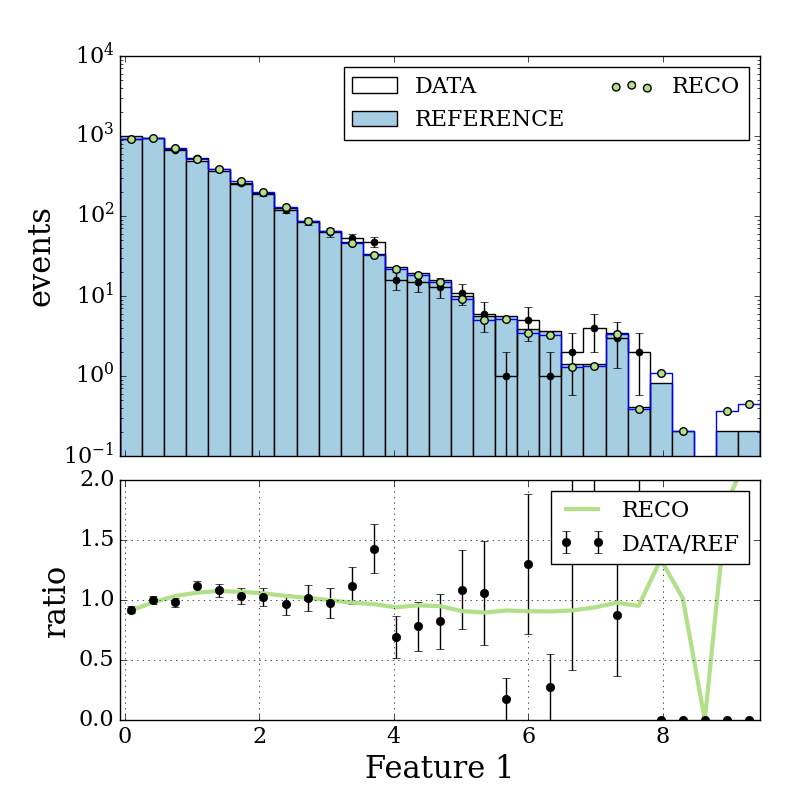 10^4
10^3
10^2
10^1
10^0
10^−1
events
DATA
REFERENCE
RECO
2.0
1.5
1.0
0.5
0.0
ratio
RECO
DATA/REF
0 2 4 6 8
Feature 1